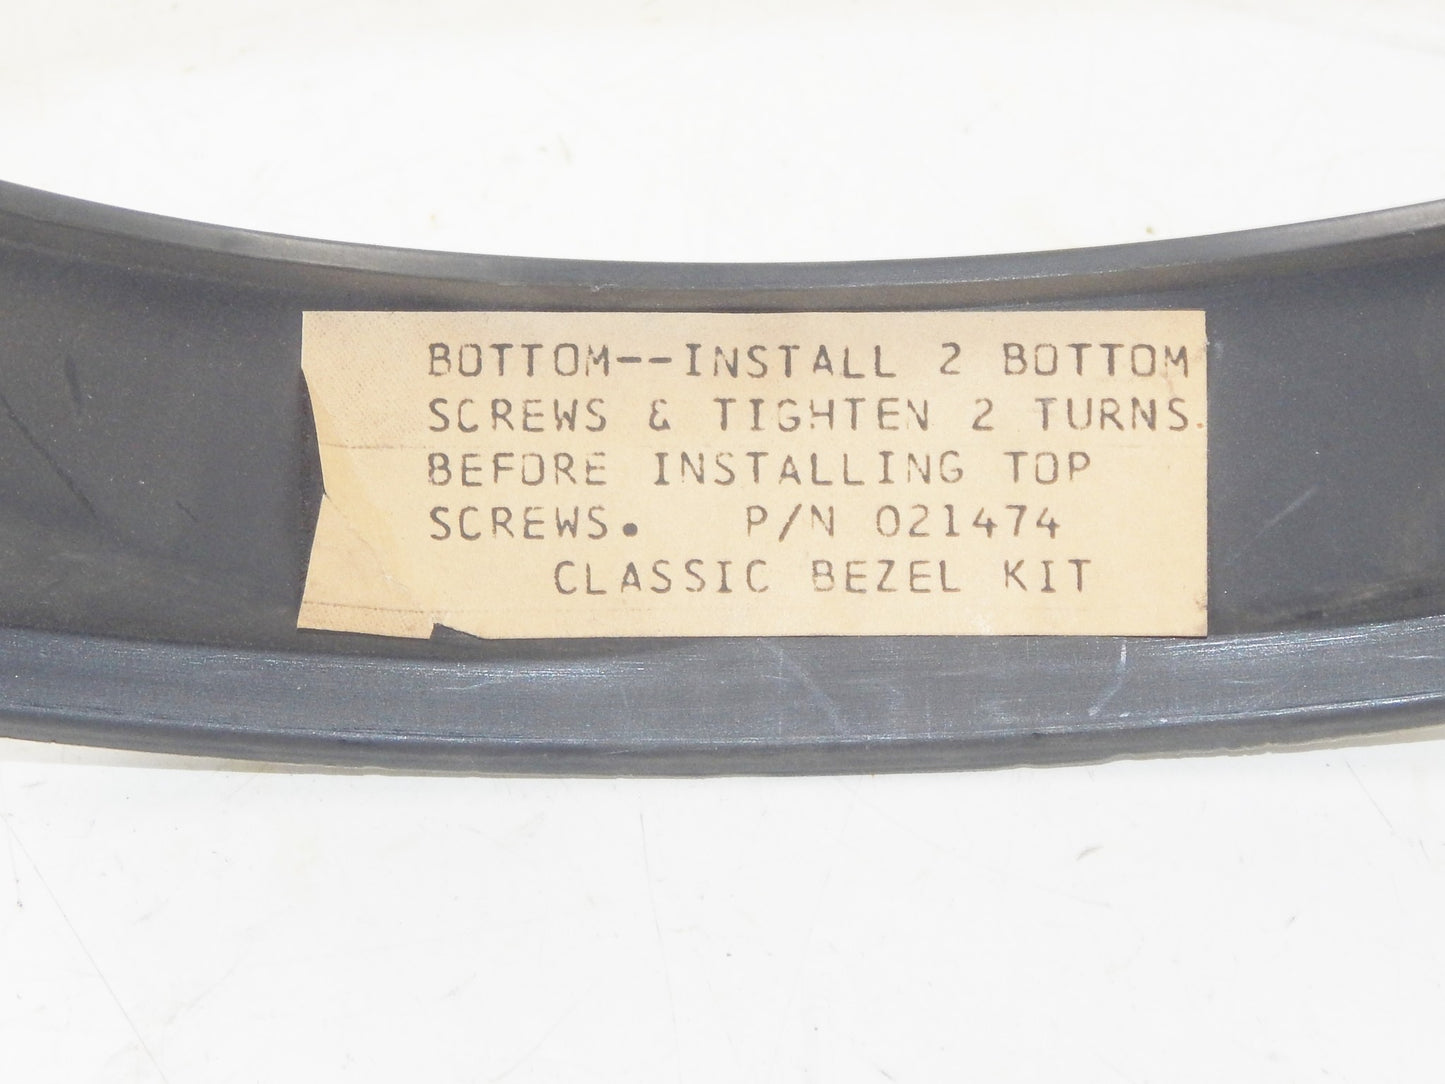 BOTTOM--INSTALL 2 BOTTOM
SCREWS & TIGHTEN 2 TURNS.
BEFORE INSTALLING TOP
SCREWS. P/N 021474
CLASSIC BEZEL KIT